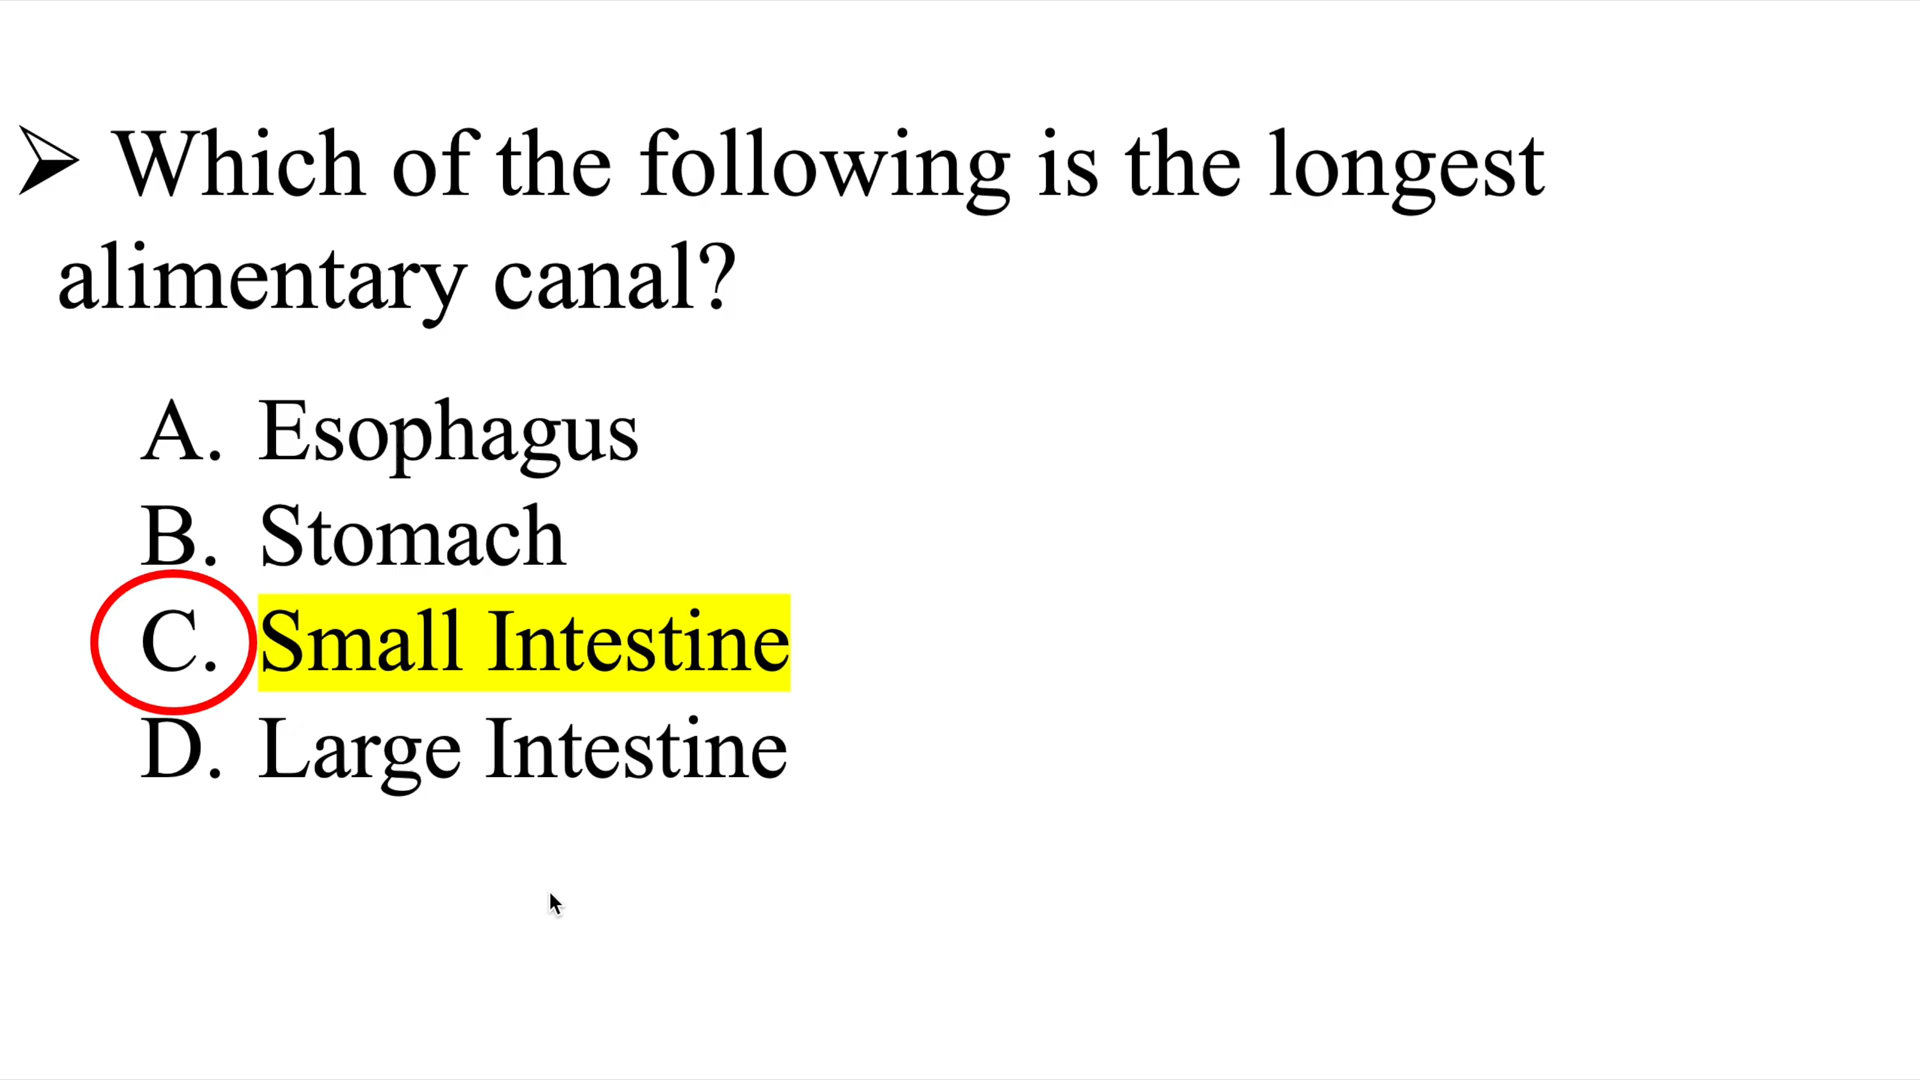 ➢ Which of the following is the longest
alimentary canal?
A. Esophagus
B. Stomach
C. Small Intestine
D. Large Intestine